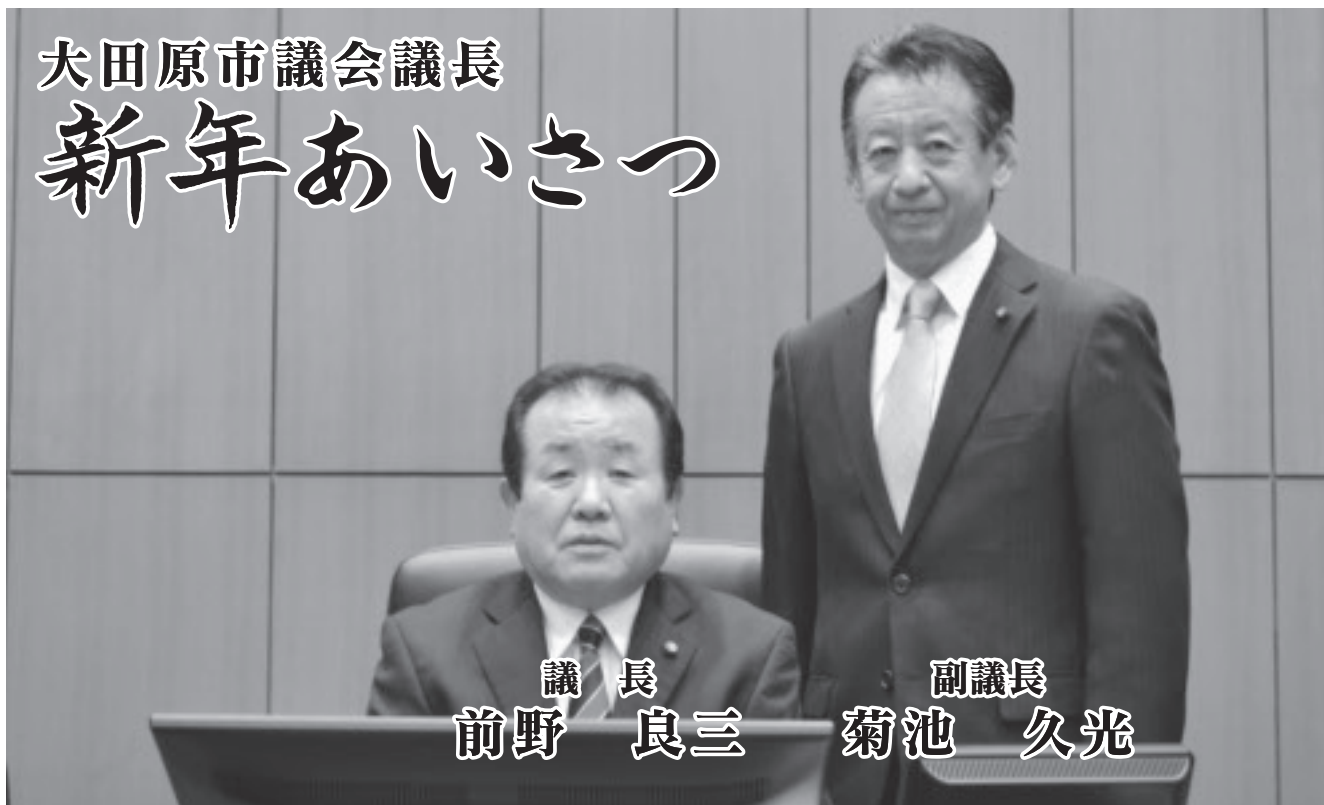 大田原市議会議長
新年あいさつ
議　長
前野　良三
副議長
菊池　久光